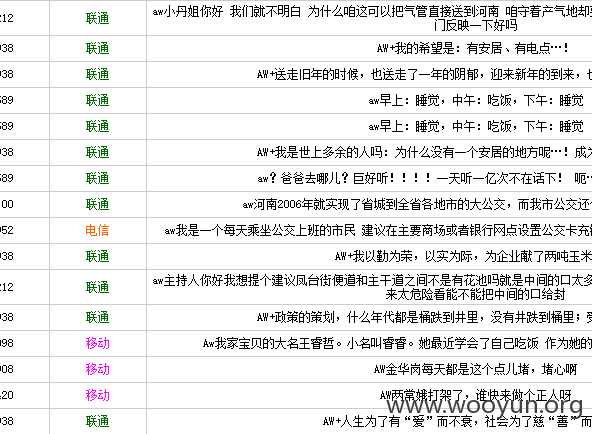 212 联通 aw小丹姐你好 我们就不明白 为什么咱这可以把气管直接送到河南 咱守着产气地却
门反映一下好吗
938 联通 AW+我的希望是：有安居、有电点…！
938 联通 AW+送走旧年的时候，也送走了一年的阴郁，迎来新年的到来，也
589 联通 aw早上：睡觉，中午：吃饭，下午：睡觉
589 联通 aw早上：睡觉，中午：吃饭，下午：睡觉
938 联通 AW+我是世上多余的人吗：为什么没有一个安居的地方呢…！成为
589 联通 aw？爸爸去哪儿？巨好听！！！！一天听一亿次不在话下！ 呃…
100 联通 aw河南2006年就实现了省城到全省各地市的大公交，而我市公交还
952 电信 aw我是一个每天乘坐公交上班的市民 建议在主要商场或者银行网点设置公交卡充
938 联通 AW+我以勤为荣，以实为际，为企业献了两吨玉米
212 联通 aw主持人你好我想提个建议凤台街便道和主干道之间不是有花池吗就是中间的口太多
来太危险看能不能把中间的口给封
938 联通 AW+政策的策划，什么年代都是桶跌到井里，没有井跌到桶里；
098 移动 Aw我家宝贝的大名王睿哲。小名叫睿睿。她最近学会了自己吃饭 作为她的
908 移动 AW金华岗每天都是这个点儿堵，堵心啊
420 移动 AW两常娥打架了，谁快来做个正人呀
938 联通 AW+人生为了有“爱”而不衰，社会为了慈“善”而
www.wooyun.org